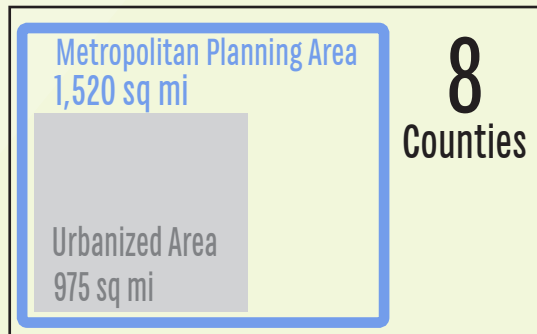 Metropolitan Planning Area
1,520 sq mi
8
Counties
Urbanized Area
975 sq mi